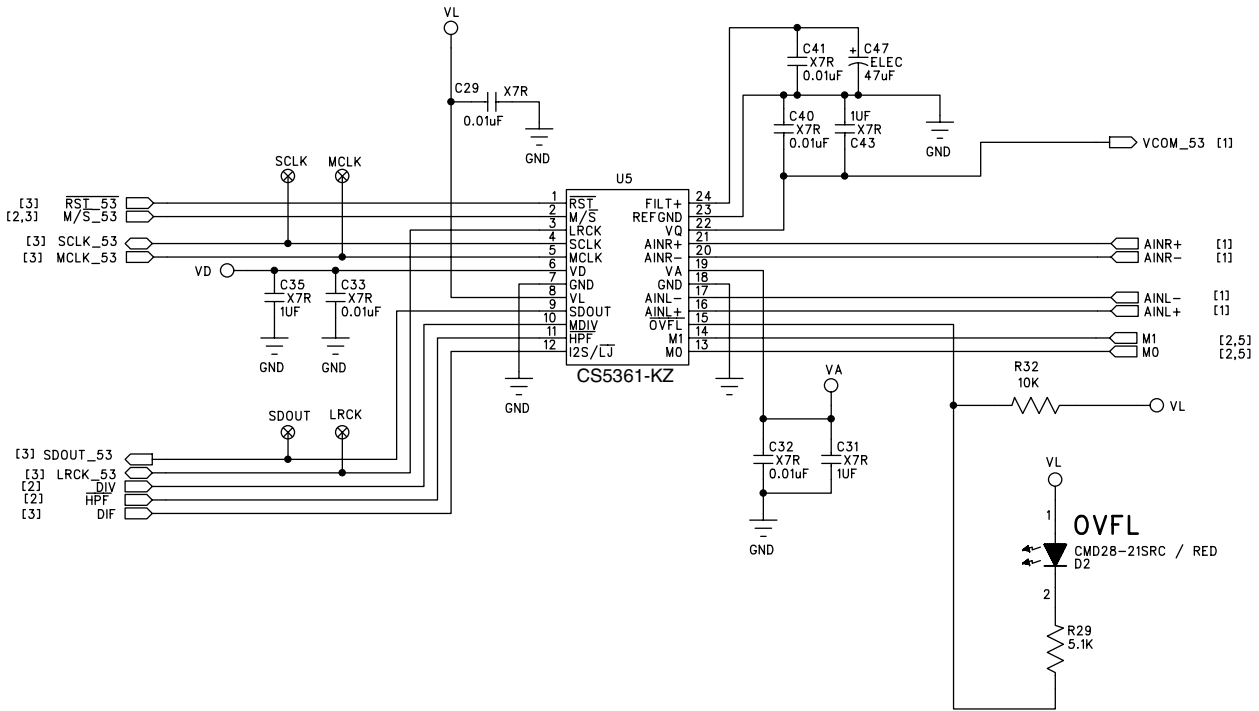 VL
C29 X7R
0.01uF
GND
C41
X7R
0.01uF
+ C47
ELEC
47uF
C40
X7R
0.01uF
1UF
X7R
C43
GND
VCOM_53 [1]
SCLK MCLK
U5
[3] RST_53
[2,3] M/S_53
[3] SCLK_53
[3] MCLK_53
VD
C35
X7R
1UF
GND
C33
X7R
0.01uF
GND
1 RST
2 M/S
3 LRCK
4 SCLK
5 MCLK
6 VD
7 GND
8 VL
9 SDOUT
10 MDIV
11 HPF
12 I2S/LJ
FILT+ 24
REFGND 23
VQ 22
AINR+ 21
AINR- 20
VA 19
GND 18
AINL- 17
AINL+ 16
OVFL 15
M1 14
M0 13
CS5361-KZ
AINR+ [1]
AINR- [1]
AINL- [1]
AINL+ [1]
M1 [2,5]
M0 [2,5]
GND
VA
R32
10K
VL
SDOUT LRCK
[3] SDOUT_53
[3] LRCK_53
[2] DIV
[2] HPF
[3] DIF
C32
X7R
0.01uF
C31
X7R
1UF
GND
VL
1
OVFL
CMD28-21SRC / RED
D2
2
R29
5.1K